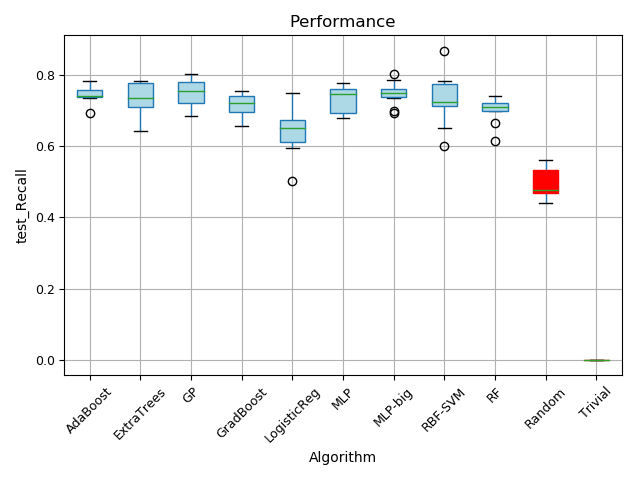 Performance
test_Recall
0.8
0.6
0.4
0.2
0.0
AdaBoost
ExtraTrees
GP
GradBoost
LogisticReg
MLP
MLP-big
RBF-SVM
RF
Random
Trivial
Algorithm